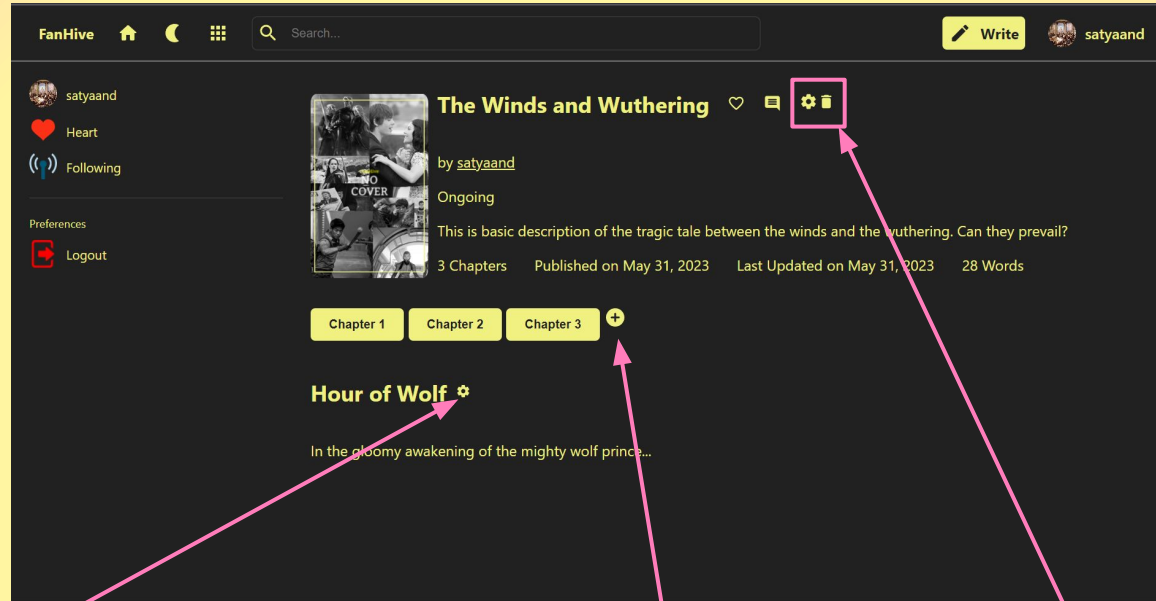 FanHive
Search...
Write
satyaand
satyaand
Heart
Following
Preferences
Logout
NO
COVER
The Winds and Wuthering
by satyaand
Ongoing
This is basic description of the tragic tale between the winds and the wuthering. Can they prevail?
3 Chapters Published on May 31, 2023 Last Updated on May 31, 2023 28 Words
Chapter 1 Chapter 2 Chapter 3
Hour of Wolf
In the gloomy awakening of the mighty wolf prince...